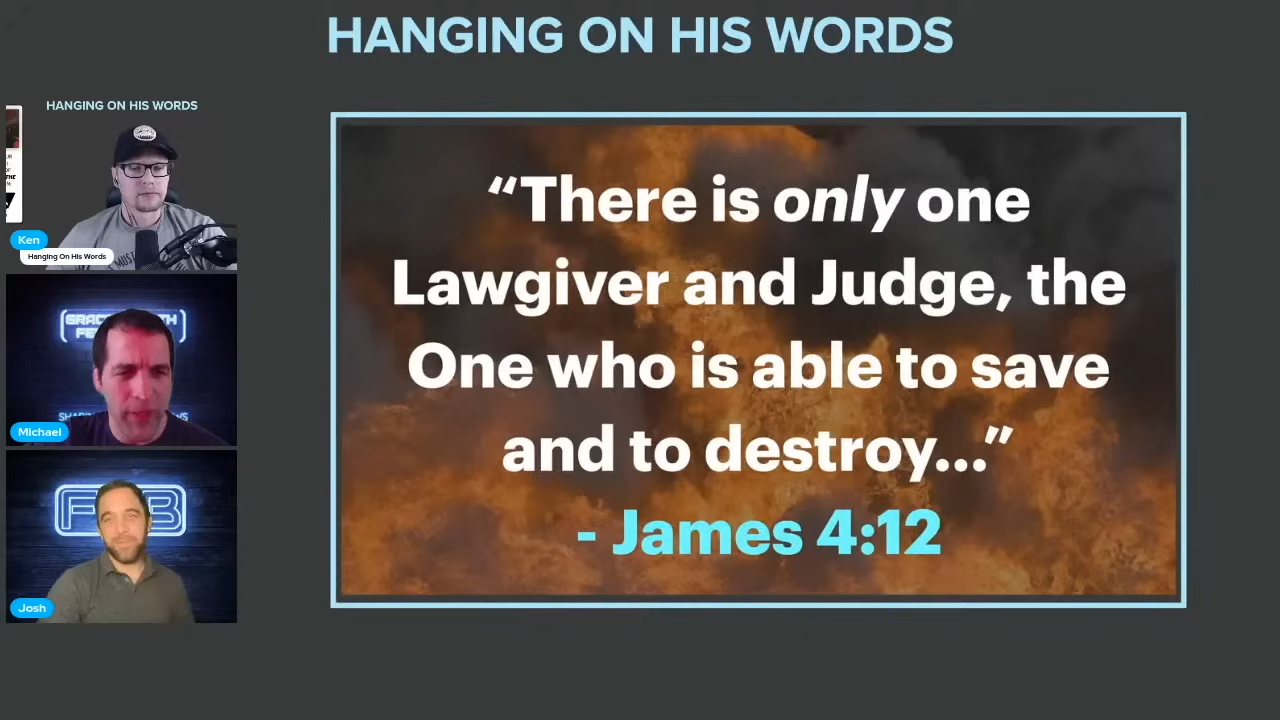 HANGING ON HIS WORDS
HANGING ON HIS WORDS
Ken
Hanging On His Words
Michael
Josh
“There is only one
Lawgiver and Judge, the
One who is able to save
and to destroy...”
- James 4:12